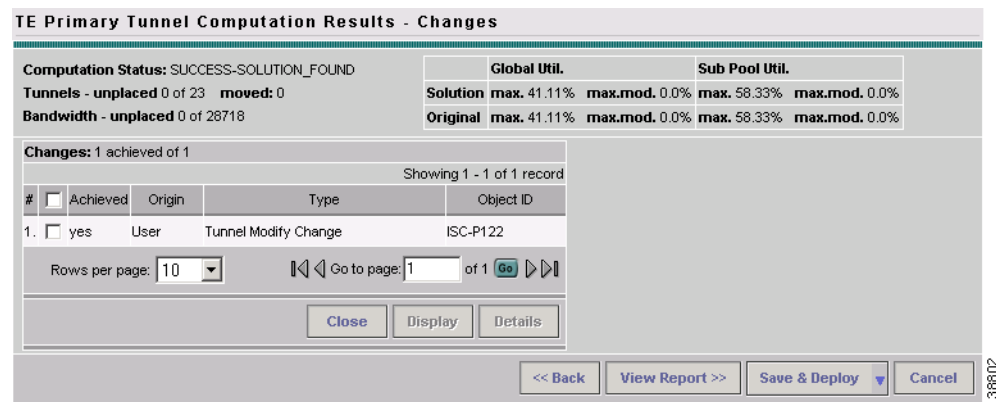 TE Primary Tunnel Computation Results - Changes
Computation Status: SUCCESS-SOLUTION_FOUND
Tunnels - unplaced 0 of 23 moved: 0
Bandwidth - unplaced 0 of 28718
Global Util. Sub Pool Util.
Solution max. 41.11% max.mod. 0.0% max. 58.33% max.mod. 0.0%
Original max. 41.11% max.mod. 0.0% max. 58.33% max.mod. 0.0%
Changes: 1 achieved of 1
Showing 1 - 1 of 1 record
# Achieved Origin Type Object ID
1. yes User Tunnel Modify Change ISC-P122
Rows per page: 10 Go to page: 1 of 1 Go
Close Display Details
<< Back View Report >> Save & Deploy Cancel
38802